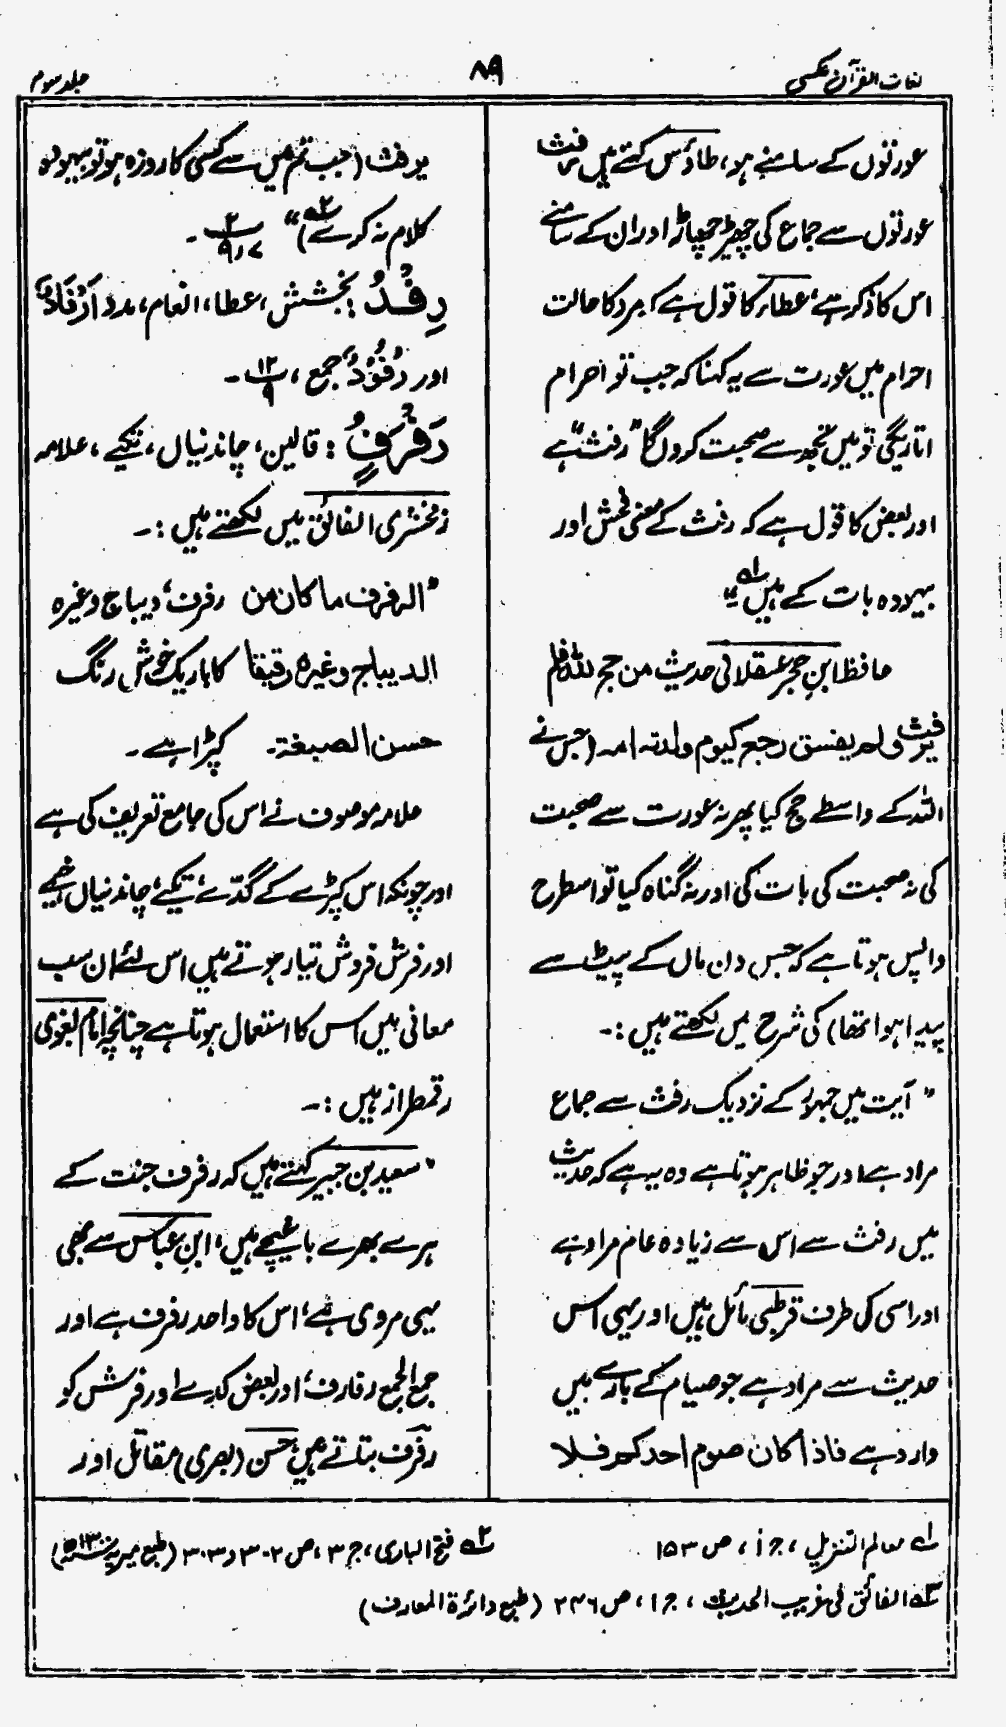 لغات القرآن عکسی
۸۹
جلد سوم
عورتوں کے سامنے ہو، طاؤس کہتے ہیں رفث
عورتوں سے جماع کی چھیڑ چھاڑ اور ان کے سامنے
اس کا ذکر ہے، عطاء کا قول ہے کہ مرد کا حالت
احرام میں عورت سے یہ کہنا کہ جب تو احرام
اتاریگی تو میں تجھ سے صحبت کروں گا "رفث" ہے
اور بعض کا قول ہے کہ رفث کے معنی فحش اور
بیہودہ بات کے ہیں" ۱؎
حافظ ابن حجر عسقلانی حدیث من حج للہ فلم
یرفث ولم یفسق رجع کیوم ولدتہ امہ (جس نے
اللہ کے واسطے حج کیا پھر نہ عورت سے صحبت
کی نہ صحبت کی بات کی اور نہ گناہ کیا تو اسطرح
واپس ہوتا ہے کہ جس دن ماں کے پیٹ سے
پیدا ہوا تھا) کی شرح میں لکھتے ہیں :۔
" آیت میں جمہور کے نزدیک رفث سے جماع
مراد ہے اور جو ظاہر ہوتا ہے وہ یہ ہے کہ حدیث
میں رفث سے اس سے زیادہ عام مراد ہے
اور اسی کی طرف قرطبی مائل ہیں اور یہی اس
حدیث سے مراد ہے جو صیام کے بارے میں
وارد ہے فاذا کان صوم احدکم فلا
یرفث (جب تم میں سے کسی کا روزہ ہو تو بیہودہ
کلام نہ کرے)" ۲؎ ۲/۷، ۲/۹ ۔
رِفْدُ : بخشش، عطا، انعام، مدد اَرْفَادٌ
اور رُفُوْدٌ جمع، ۱۲/۹ ۔
رَفْرَفٍ : قالین، چاندنیاں، تکیے، علامہ
زمخشری الفائق میں لکھتے ہیں :۔
"الرفرف ما کان من رفرف، دیباج وغیرہ
الدیباج وغیرہ رقیقا کا باریک خوش رنگ
حسن الصبغۃ۔ کپڑا ہے ۔
علامہ موصوف نے اس کی جامع تعریف کی ہے
اور چونکہ اس کپڑے کے گدّے، تکیے، چاندنیاں، خیمے
اور فرش فروش تیار ہوتے ہیں اس لئے ان سب
معانی میں اس کا استعمال ہوتا ہے چنانچہ امام بغوی
رقمطراز ہیں :۔
" سعید بن جبیر کہتے ہیں کہ رفرف جنت کے
ہرے بھرے باغیچے ہیں، ابن عباس سے بھی
یہی مروی ہے، اس کا واحد رفرف ہے اور
جمع الجمع رفارف، اور بعض گدے اور فرش کو
رفرف بتاتے ہیں، حسن (بصری) مقاتل اور
۱؎ معالم التنزیل، ج ۱، ص ۱۵۳
۲؎ فتح الباری، ج ۳، ص ۳۰۲ و ۳۰۳ (طبع میریہ ۱۳۰۰ھ)
۳؎ الفائق فی غریب الحدیث، ج ۱، ص ۲۴۶ (طبع دائرۃ المعارف)